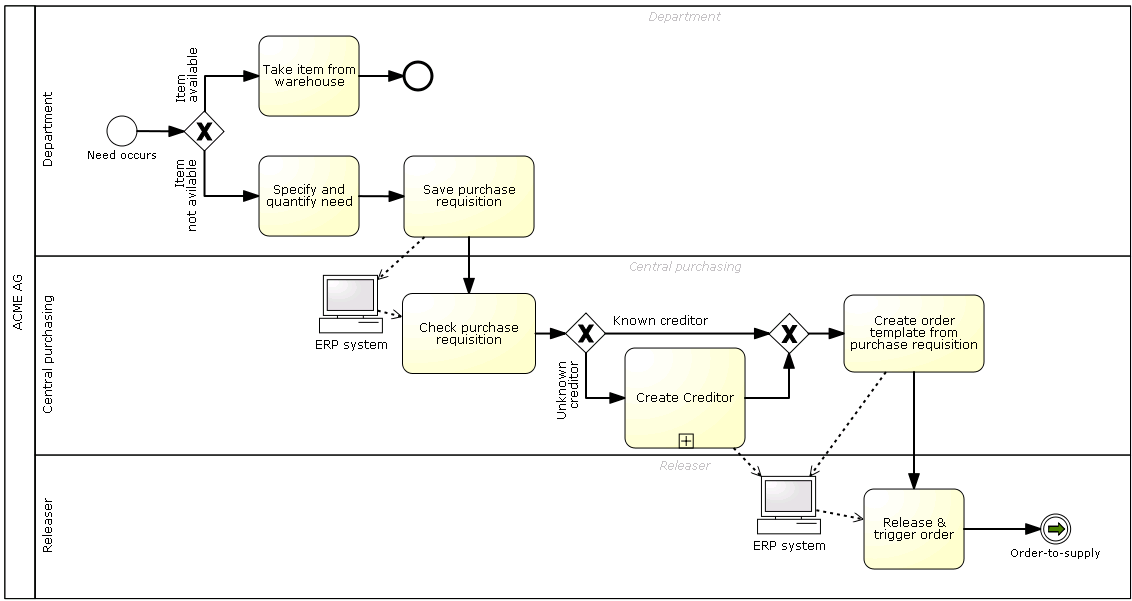 ACME AG
Department
Department
Need occurs
Item
available
Take item from
warehouse
Item
not avilable
Specify and
quantify need
Save purchase
requisition
Central purchasing
Central purchasing
ERP system
Check purchase
requisition
Known creditor
Unknown
creditor
Create Creditor
Create order
template from
purchase requisition
Releaser
Releaser
ERP system
Release &
trigger order
Order-to-supply